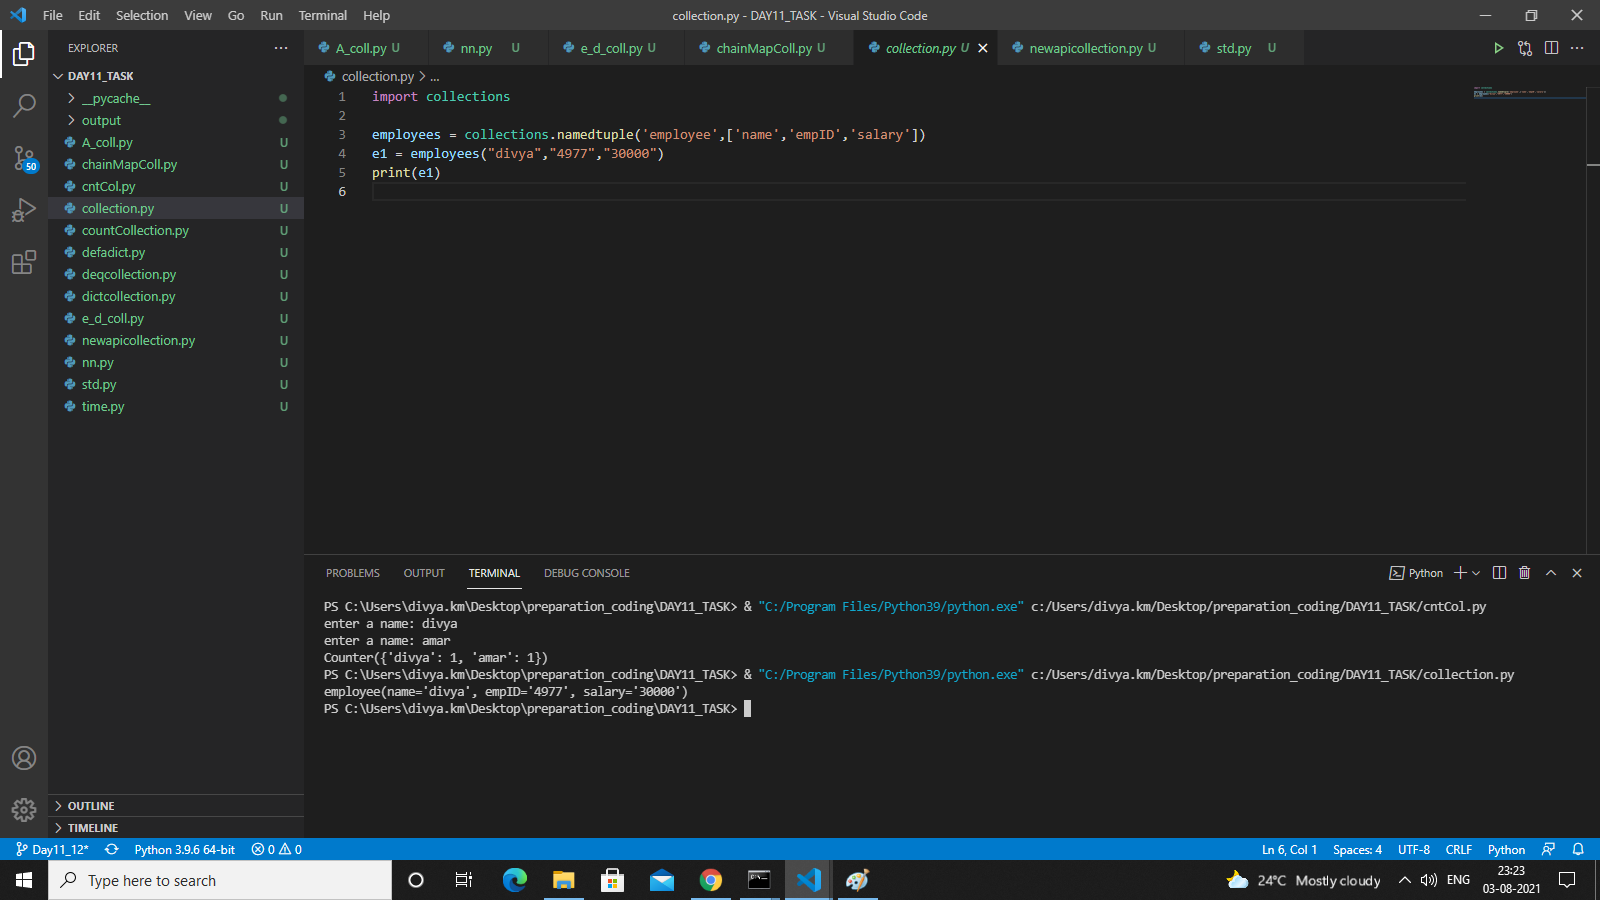 File Edit Selection View Go Run Terminal Help collection.py - DAY11_TASK - Visual Studio Code
EXPLORER ···
A_coll.py U nn.py U e_d_coll.py U chainMapColl.py U collection.py U newapicollection.py U std.py U
DAY11_TASK
__pycache__
output
A_coll.py U
chainMapColl.py U
cntCol.py U
collection.py U
countCollection.py U
defadict.py U
deqcollection.py U
dictcollection.py U
e_d_coll.py U
newapicollection.py U
nn.py U
std.py U
time.py U
50
OUTLINE
TIMELINE
collection.py > ...
1 import collections
2
3 employees = collections.namedtuple('employee',['name','empID','salary'])
4 e1 = employees("divya","4977","30000")
5 print(e1)
6
PROBLEMS OUTPUT TERMINAL DEBUG CONSOLE Python
PS C:\Users\divya.km\Desktop\preparation_coding\DAY11_TASK> & "C:/Program Files/Python39/python.exe" c:/Users/divya.km/Desktop/preparation_coding/DAY11_TASK/cntCol.py
enter a name: divya
enter a name: amar
Counter({'divya': 1, 'amar': 1})
PS C:\Users\divya.km\Desktop\preparation_coding\DAY11_TASK> & "C:/Program Files/Python39/python.exe" c:/Users/divya.km/Desktop/preparation_coding/DAY11_TASK/collection.py
employee(name='divya', empID='4977', salary='30000')
PS C:\Users\divya.km\Desktop\preparation_coding\DAY11_TASK>
Day11_12* Python 3.9.6 64-bit 0 0 Ln 6, Col 1 Spaces: 4 UTF-8 CRLF Python
Type here to search 24°C Mostly cloudy ENG 23:23
03-08-2021